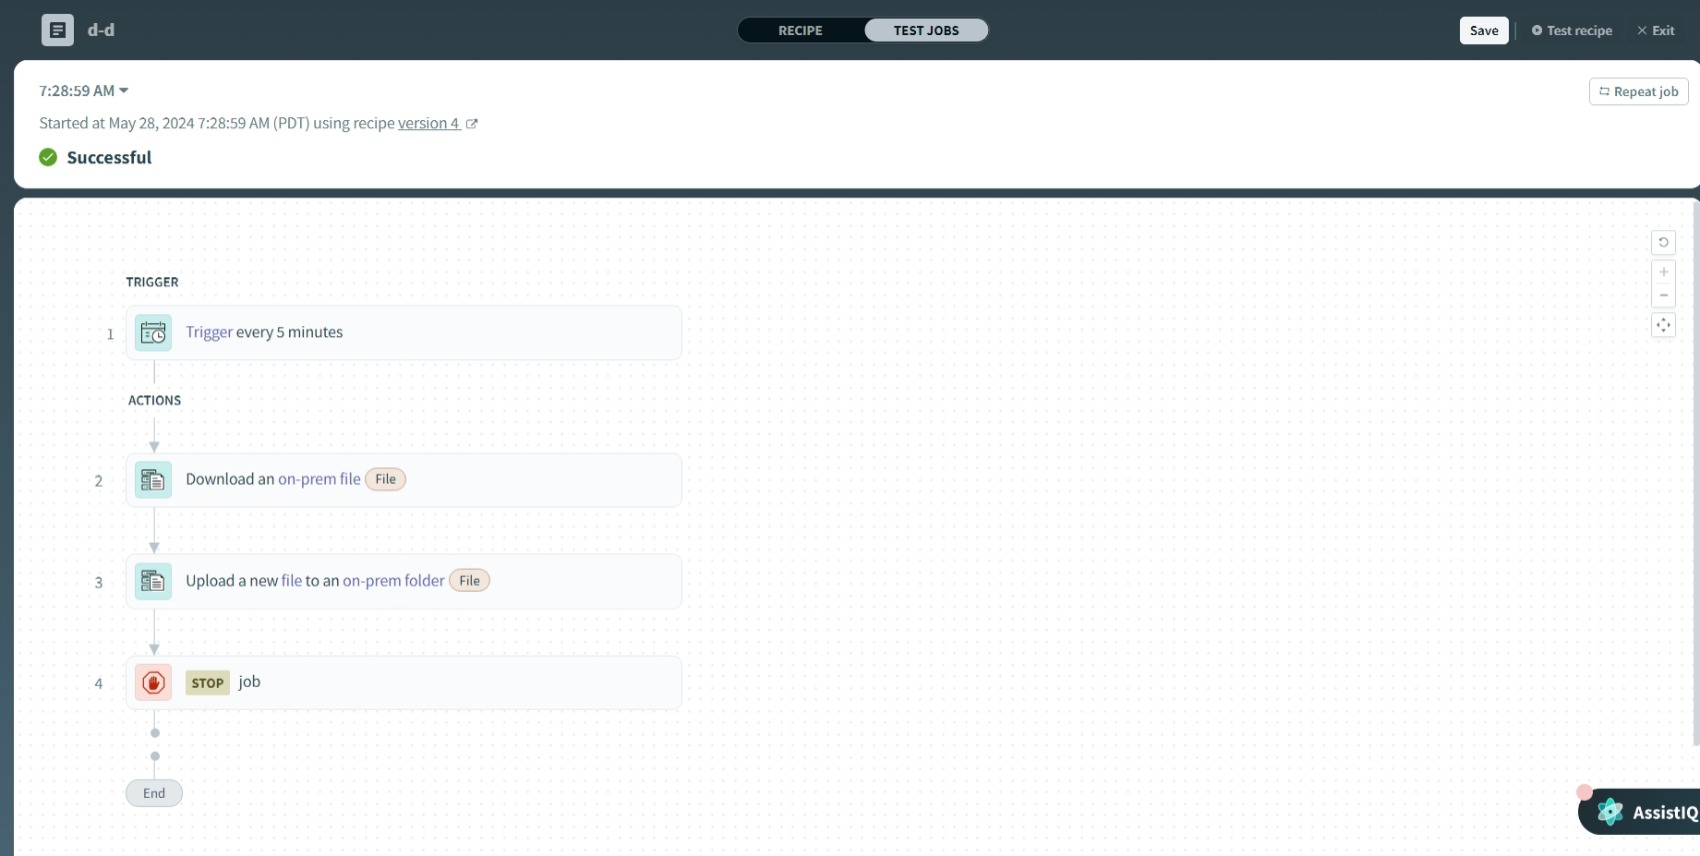 d-d
RECIPE
TEST JOBS
Save
Test recipe
Exit
7:28:59 AM
Repeat job
Started at May 28, 2024 7:28:59 AM (PDT) using recipe version 4
Successful
TRIGGER
1
Trigger every 5 minutes
ACTIONS
2
Download an on-prem file File
3
Upload a new file to an on-prem folder File
4
STOP job
End
AssistIQ